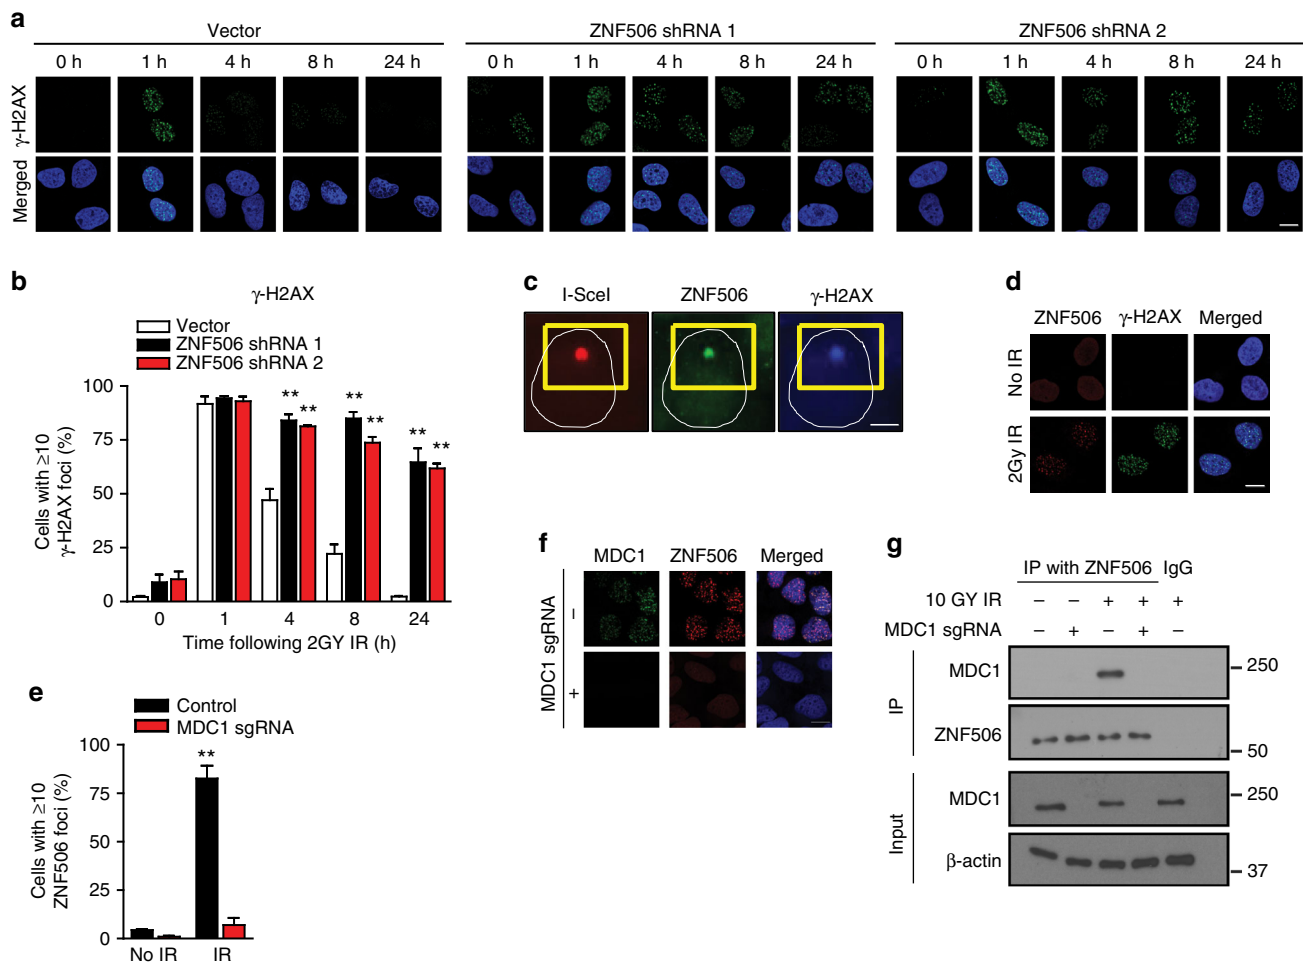 a
Vector
ZNF506 shRNA 1
ZNF506 shRNA 2
0 h 1 h 4 h 8 h 24 h
0 h 1 h 4 h 8 h 24 h
0 h 1 h 4 h 8 h 24 h
γ-H2AX
Merged
b
γ-H2AX
Vector
ZNF506 shRNA 1
ZNF506 shRNA 2
Cells with ≥10
γ-H2AX foci (%)
100
75
50
25
0
** ** ** ** ** **
0 1 4 8 24
Time following 2GY IR (h)
c
I-SceI ZNF506 γ-H2AX
d
ZNF506 γ-H2AX Merged
No IR
2Gy IR
e
Control
MDC1 sgRNA
Cells with ≥10
ZNF506 foci (%)
100
75
50
25
0
**
No IR IR
f
MDC1 ZNF506 Merged
MDC1 sgRNA
–
+
g
IP with ZNF506 IgG
10 GY IR – – + + +
MDC1 sgRNA – + – + –
IP
MDC1 250
ZNF506 50
Input
MDC1 250
β-actin 37